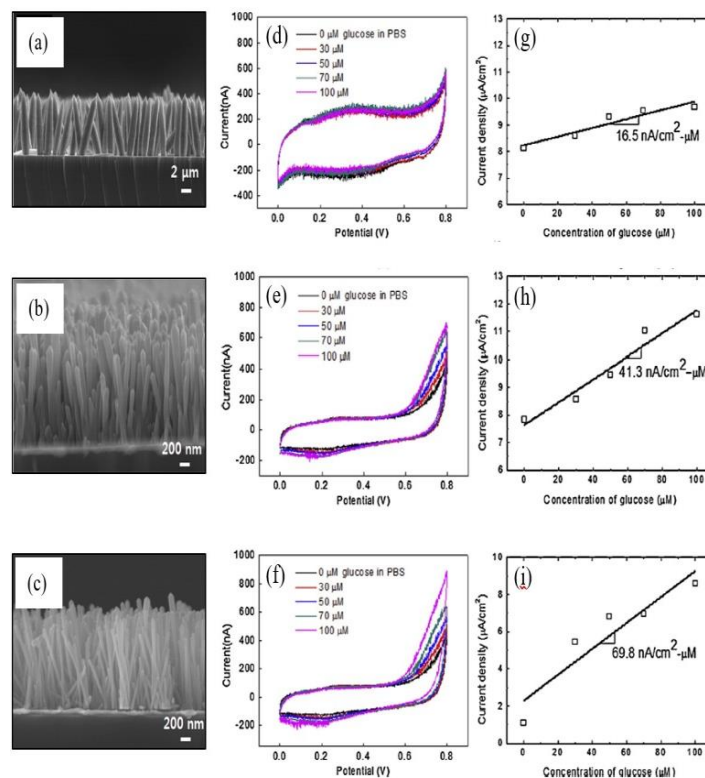 (a)
2 µm
(d)
0 µM glucose in PBS
30 µM
50 µM
70 µM
100 µM
Current(nA)
1000
800
600
400
200
0
-200
-400
0.0 0.2 0.4 0.6 0.8
Potential (V)
(g)
Current density (µA/cm²)
13
12
11
10
9
8
7
6
16.5 nA/cm²-µM
0 20 40 60 80 100
Concentration of glucose (µM)
(b)
200 nm
(e)
0 µM glucose in PBS
30 µM
50 µM
70 µM
100 µM
Current(nA)
1000
800
600
400
200
0
-200
0.0 0.2 0.4 0.6 0.8
Potential (V)
(h)
Current density (µA/cm²)
13
12
11
10
9
8
7
6
41.3 nA/cm²-µM
0 20 40 60 80 100
Concentration of glucose (µM)
(c)
200 nm
(f)
0 µM glucose in PBS
30 µM
50 µM
70 µM
100 µM
Current(nA)
1000
800
600
400
200
0
-200
0.0 0.2 0.4 0.6 0.8
Potential (V)
(i)
Current density (µA/cm²)
10
8
6
4
2
0
69.8 nA/cm²-µM
0 20 40 60 80 100
Concentration of glucose (µM)